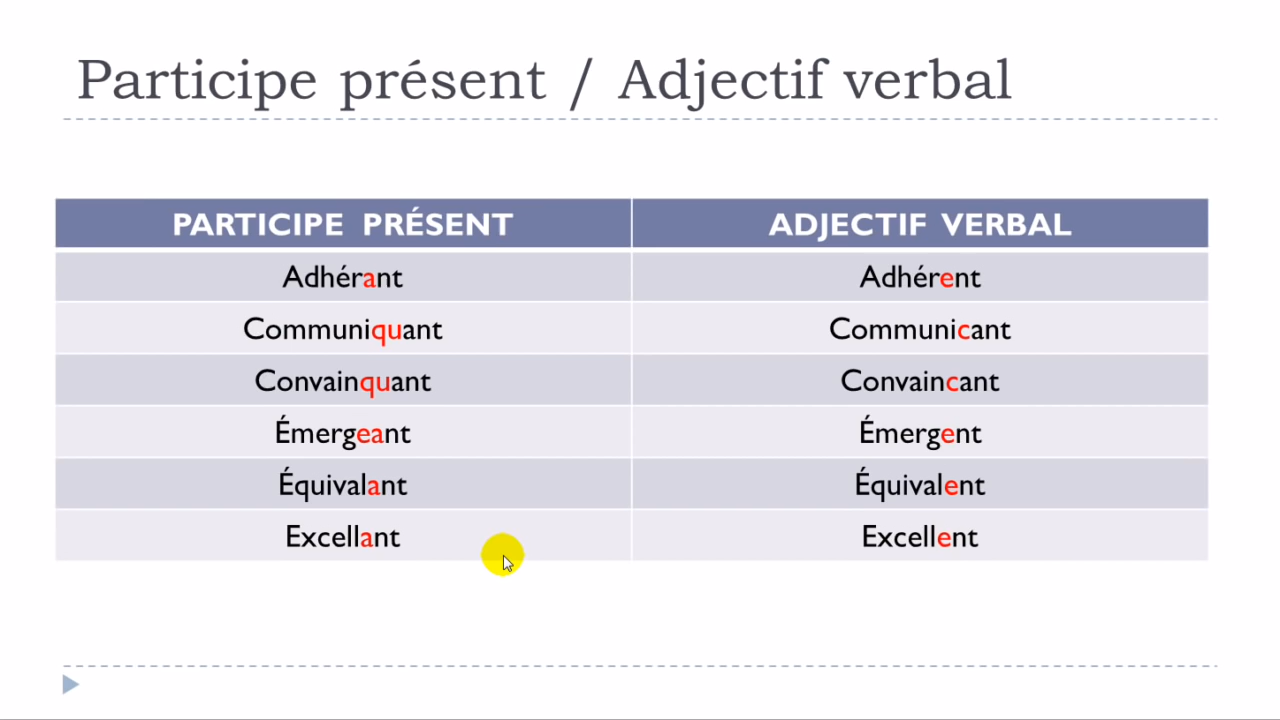 Participe présent / Adjectif verbal
PARTICIPE PRÉSENT ADJECTIF VERBAL
Adhérant Adhérent
Communiquant Communicant
Convainquant Convaincant
Émergeant Émergent
Équivalant Équivalent
Excellant Excellent